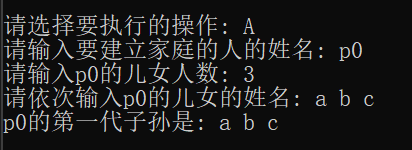 请选择要执行的操作: A
请输入要建立家庭的人的姓名: p0
请输入p0的儿女人数: 3
请依次输入p0的儿女的姓名: a b c
p0的第一代子孙是: a b c